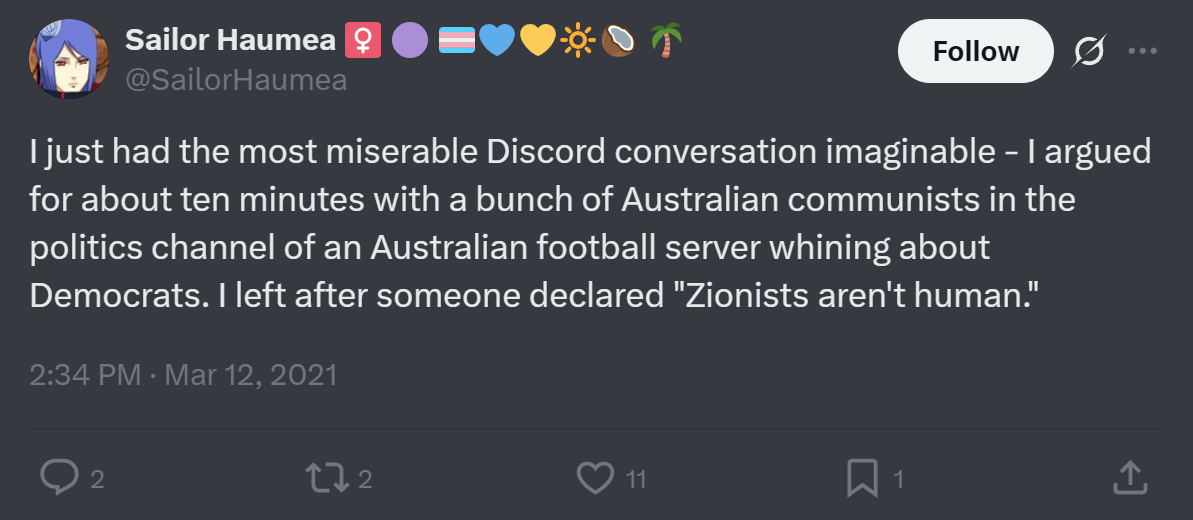 Sailor Haumea ♀️ 🟣 🏳️‍⚧️💙💛🔆🥥 🌴
@SailorHaumea
Follow
I just had the most miserable Discord conversation imaginable – I argued
for about ten minutes with a bunch of Australian communists in the
politics channel of an Australian football server whining about
Democrats. I left after someone declared "Zionists aren't human."
2:34 PM · Mar 12, 2021
2 2 11 1